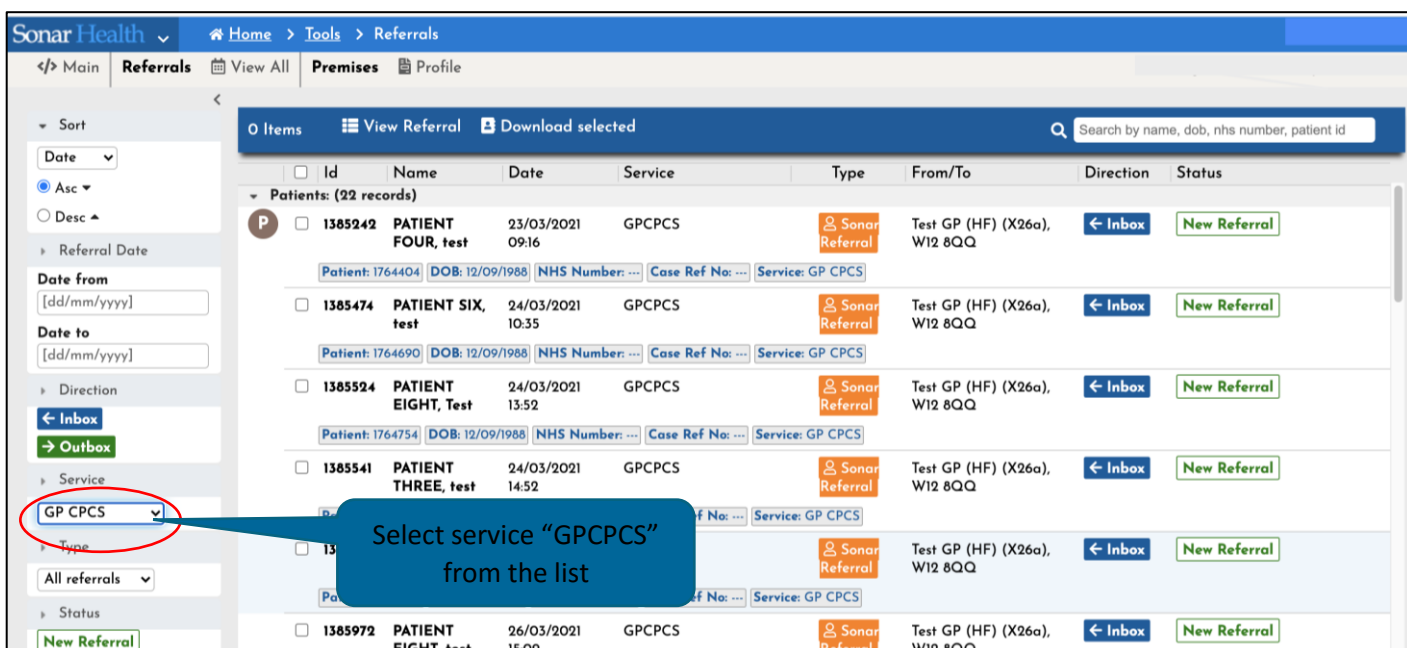 Sonar Health Home > Tools > Referrals
</> Main Referrals View All Premises Profile
Sort
Date
Asc
Desc
Referral Date
Date from
[dd/mm/yyyy]
Date to
[dd/mm/yyyy]
Direction
← Inbox
→ Outbox
Service
GP CPCS
Type
All referrals
Status
New Referral
0 Items View Referral Download selected Search by name, dob, nhs number, patient id
Id Name Date Service Type From/To Direction Status
Patients: (22 records)
P 1385242 PATIENT 23/03/2021 GPCPCS Sonar Test GP (HF) (X26a), ← Inbox New Referral
FOUR, test 09:16 Referral W12 8QQ
Patient: 1764404 DOB: 12/09/1988 NHS Number: --- Case Ref No: --- Service: GP CPCS
1385474 PATIENT SIX, 24/03/2021 GPCPCS Sonar Test GP (HF) (X26a), ← Inbox New Referral
test 10:35 Referral W12 8QQ
Patient: 1764690 DOB: 12/09/1988 NHS Number: --- Case Ref No: --- Service: GP CPCS
1385524 PATIENT 24/03/2021 GPCPCS Sonar Test GP (HF) (X26a), ← Inbox New Referral
EIGHT, Test 13:52 Referral W12 8QQ
Patient: 1764754 DOB: 12/09/1988 NHS Number: --- Case Ref No: --- Service: GP CPCS
1385541 PATIENT 24/03/2021 GPCPCS Sonar Test GP (HF) (X26a), ← Inbox New Referral
THREE, test 14:52 Referral W12 8QQ
No: --- Service: GP CPCS
Sonar Test GP (HF) (X26a), ← Inbox New Referral
Referral W12 8QQ
No: --- Service: GP CPCS
1385972 PATIENT 26/03/2021 GPCPCS Sonar Test GP (HF) (X26a), ← Inbox New Referral
EIGHT, test 15:09 Referral W12 8QQ
Select service “GPCPCS”
from the list